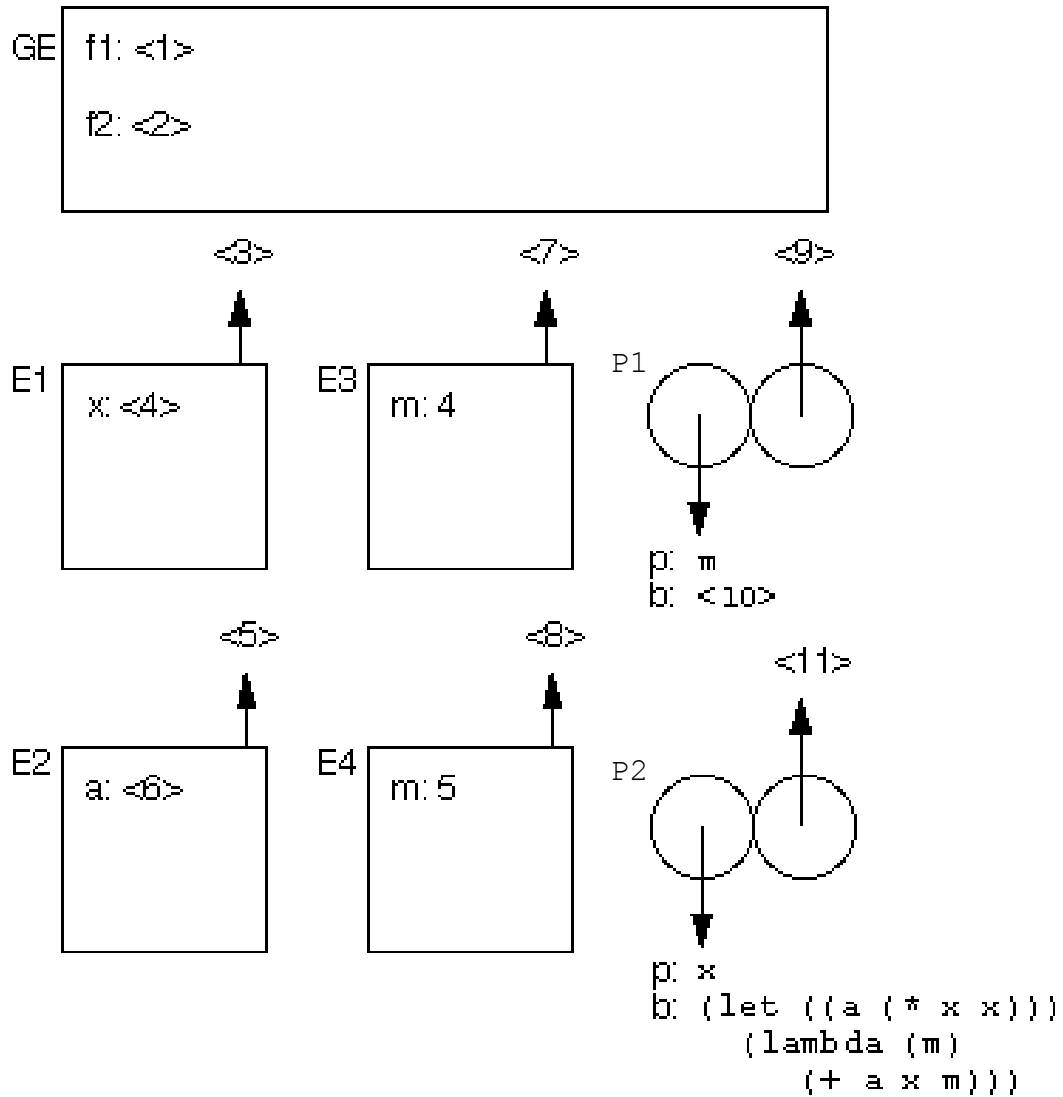 GE
f1: <1>
f2: <2>
<3> <7> <9>
E1
x: <4>
E3
m: 4
P1
p: m
b: <10>
<5> <8> <11>
E2
a: <6>
E4
m: 5
P2
p: x
b: (let ((a (* x x)))
(lambda (m)
(+ a x m)))